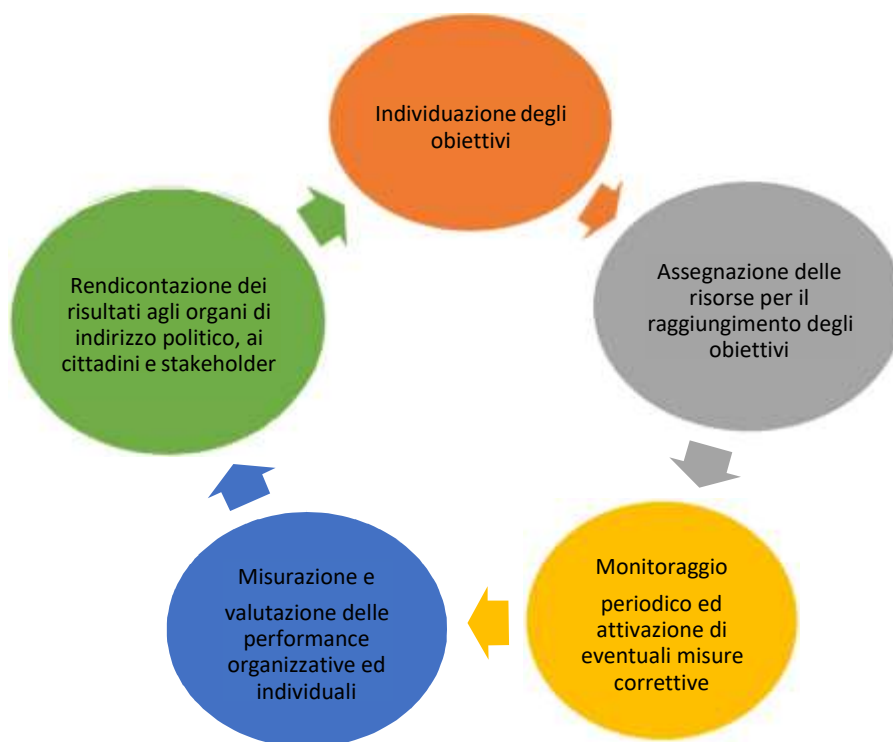 Individuazione degli
obiettivi
Assegnazione delle
risorse per il
raggiungimento degli
obiettivi
Monitoraggio
periodico ed
attivazione di
eventuali misure
correttive
Misurazione e
valutazione delle
performance
organizzative ed
individuali
Rendicontazione dei
risultati agli organi di
indirizzo politico, ai
cittadini e stakeholder